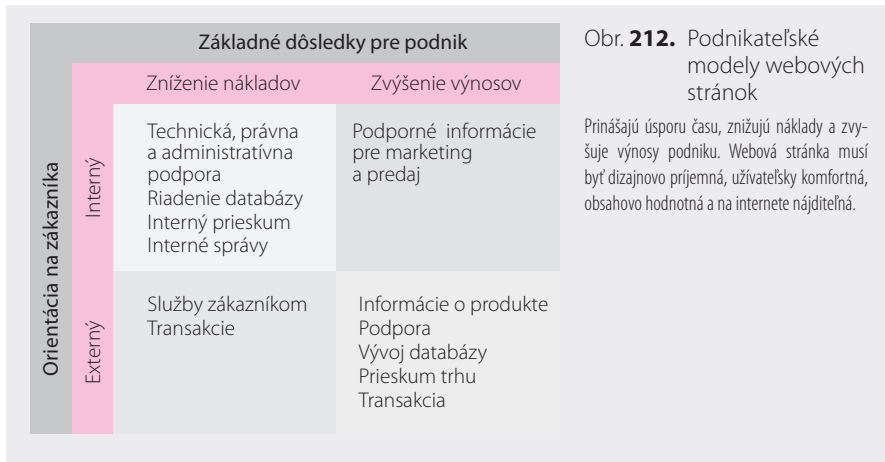 Základné dôsledky pre podnik
Zníženie nákladov
Zvýšenie výnosov
Orientácia na zákazníka
Interný
Technická, právna
a administratívna
podpora
Riadenie databázy
Interný prieskum
Interné správy
Podporné informácie
pre marketing
a predaj
Externý
Služby zákazníkom
Transakcie
Informácie o produkte
Podpora
Vývoj databázy
Prieskum trhu
Transakcia
Obr. 212. Podnikateľské
modely webových
stránok
Prinášajú úsporu času, znižujú náklady a zvy-
šuje výnosy podniku. Webová stránka musí
byť dizajnovo príjemná, užívateľsky komfortná,
obsahovo hodnotná a na internete nájditeľná.